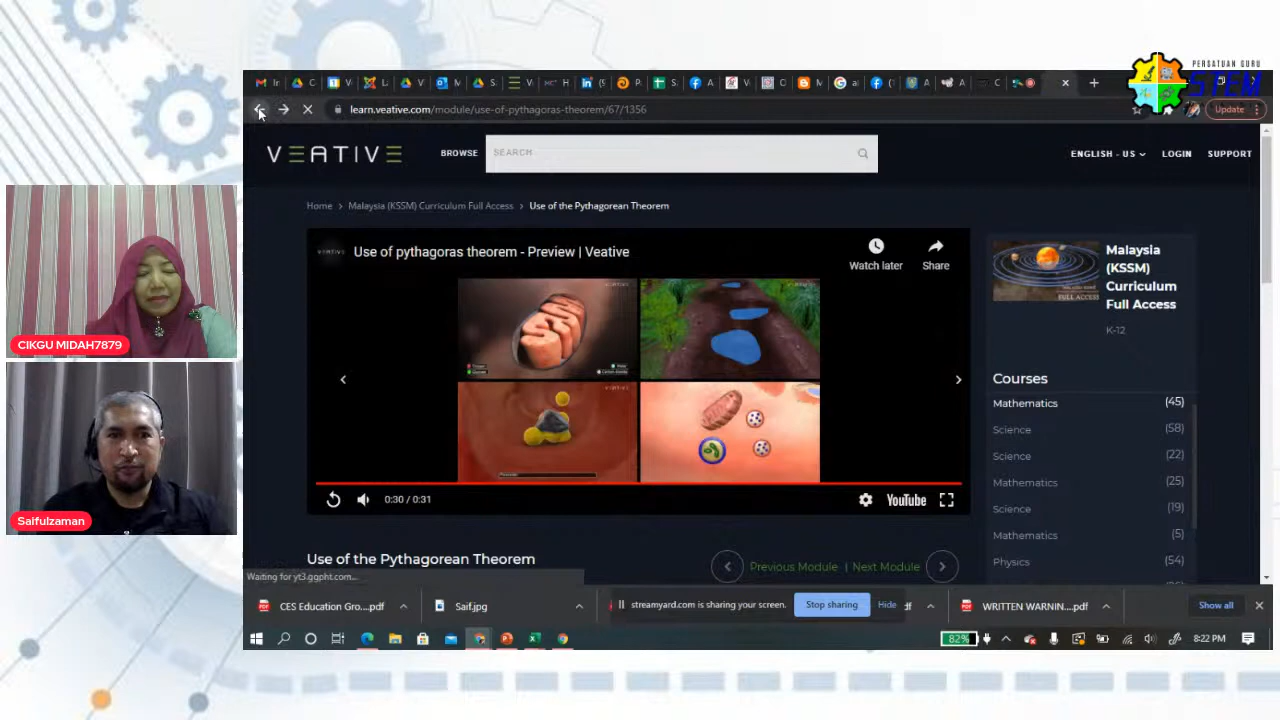 PERSATUAN GURU
STEM
learn.veative.com/module/use-of-pythagoras-theorem/67/1356
Update
VEATIVE
BROWSE
SEARCH
ENGLISH - US
LOGIN
SUPPORT
Home > Malaysia (KSSM) Curriculum Full Access > Use of the Pythagorean Theorem
Use of pythagoras theorem - Preview | Veative
Watch later
Share
0:30 / 0:31
YouTube
Malaysia
(KSSM)
Curriculum
Full Access
K-12
FULL ACCESS
Courses
Mathematics (45)
Science (58)
Science (22)
Mathematics (25)
Science (19)
Mathematics (5)
Physics (54)
Use of the Pythagorean Theorem
Previous Module | Next Module
Waiting for yt3.ggpht.com...
CES Education Gro....pdf
Saif.jpg
streamyard.com is sharing your screen.
Stop sharing
Hide
WRITTEN WARNIN....pdf
Show all
82%
8:22 PM
CIKGU MIDAH7879
Saifulzaman